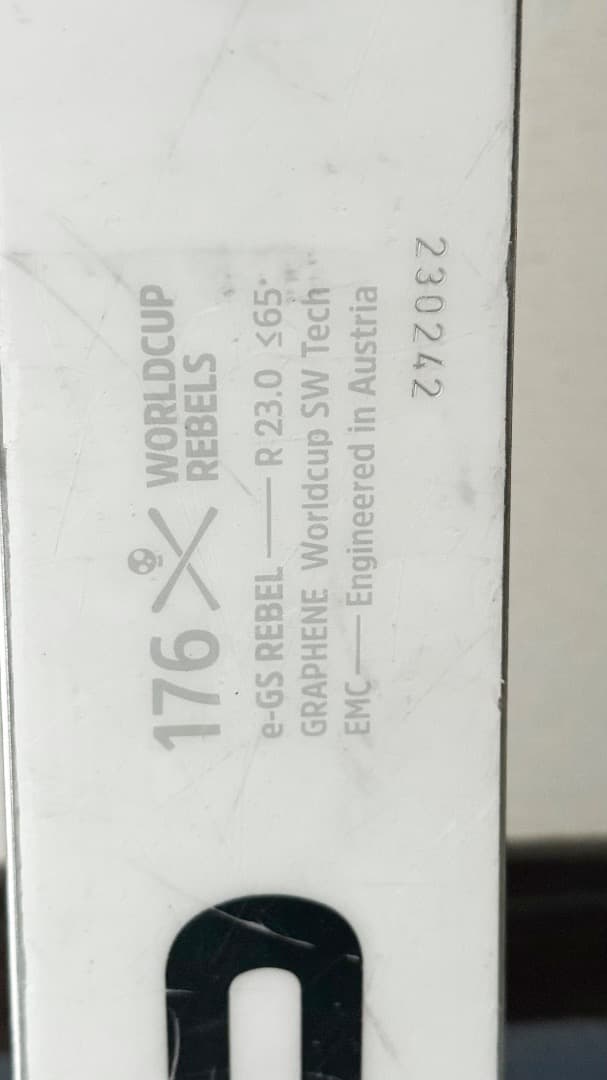 176 WORLDCUP REBELS
e-GS REBEL — R 23.0 ≤65
GRAPHENE Worldcup SW Tech
EMC — Engineered in Austria
230242